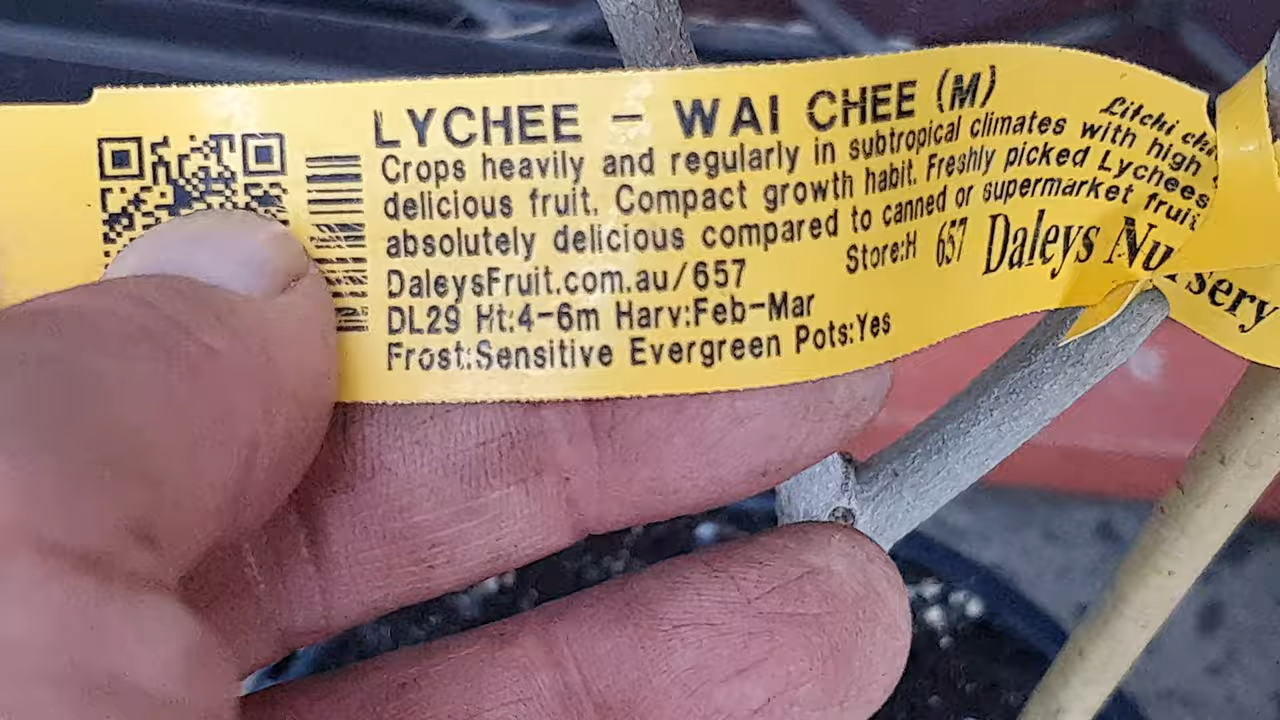 LYCHEE - WAI CHEE (M)
Litchi
Crops heavily and regularly in subtropical climates with high
delicious fruit. Compact growth habit. Freshly picked Lychees
absolutely delicious compared to canned or supermarket fruit
DaleysFruit.com.au/657
Store:H 657 Daleys Nursery
DL29 Ht:4-6m Harv:Feb-Mar
Frost:Sensitive Evergreen Pots:Yes